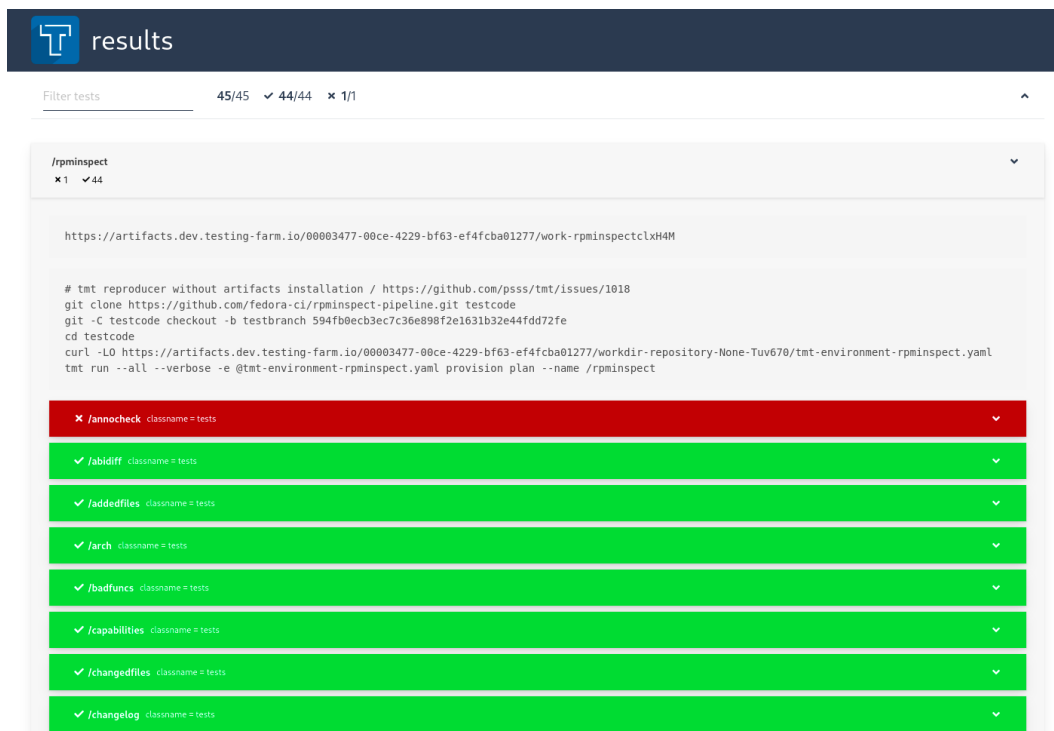 results
Filter tests 45/45 ✔ 44/44 ✖ 1/1
/rpminspect
✖ 1 ✔ 44
https://artifacts.dev.testing-farm.io/00003477-00ce-4229-bf63-ef4fcba01277/work-rpminspectclxH4M
# tmt reproducer without artifacts installation / https://github.com/psss/tmt/issues/1018
git clone https://github.com/fedora-ci/rpminspect-pipeline.git testcode
git -C testcode checkout -b testbranch 594fb0ecb3ec7c36e898f2e1631b32e44fdd72fe
cd testcode
curl -LO https://artifacts.dev.testing-farm.io/00003477-00ce-4229-bf63-ef4fcba01277/workdir-repository-None-Tuv670/tmt-environment-rpminspect.yaml
tmt run --all --verbose -e @tmt-environment-rpminspect.yaml provision plan --name /rpminspect
✖ /annocheck classname = tests
✔ /abidiff classname = tests
✔ /addedfiles classname = tests
✔ /arch classname = tests
✔ /badfuncs classname = tests
✔ /capabilities classname = tests
✔ /changedfiles classname = tests
✔ /changelog classname = tests